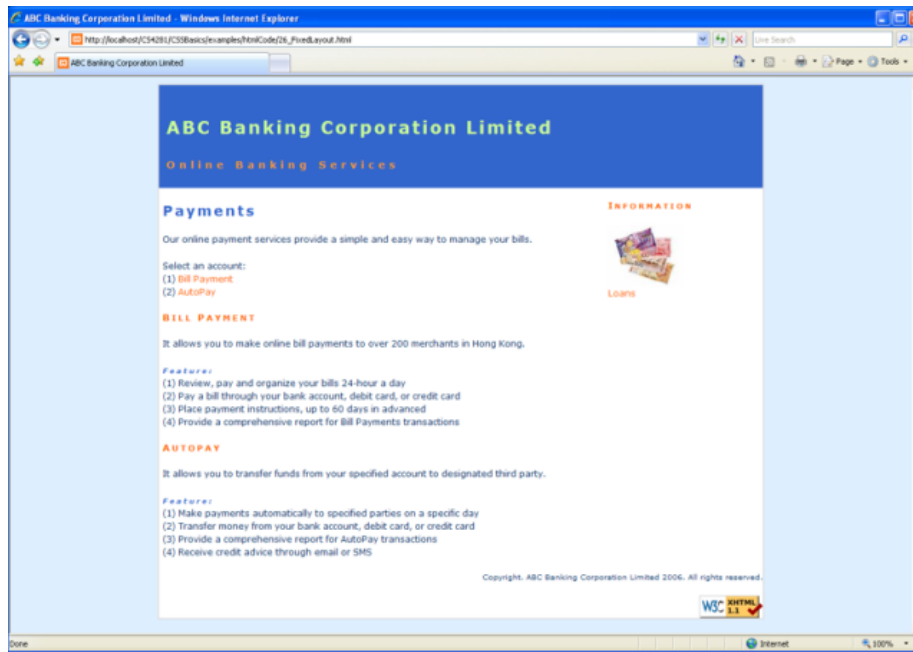 ABC Banking Corporation Limited - Windows Internet Explorer
http://localhost/CS4281/CSSBasics/examples/htmlCode/26_FixedLayout.html
Live Search
ABC Banking Corporation Limited
Page Tools
ABC Banking Corporation Limited
Online Banking Services
Payments
Our online payment services provide a simple and easy way to manage your bills.
Select an account:
(1) Bill Payment
(2) AutoPay
BILL PAYMENT
It allows you to make online bill payments to over 200 merchants in Hong Kong.
Feature:
(1) Review, pay and organize your bills 24-hour a day
(2) Pay a bill through your bank account, debit card, or credit card
(3) Place payment instructions, up to 60 days in advanced
(4) Provide a comprehensive report for Bill Payments transactions
AUTOPAY
It allows you to transfer funds from your specified account to designated third party.
Feature:
(1) Make payments automatically to specified parties on a specific day
(2) Transfer money from your bank account, debit card, or credit card
(3) Provide a comprehensive report for AutoPay transactions
(4) Receive credit advice through email or SMS
INFORMATION
Loans
Copyright. ABC Banking Corporation Limited 2006. All rights reserved.
W3C XHTML 1.1
Done
Internet
100%